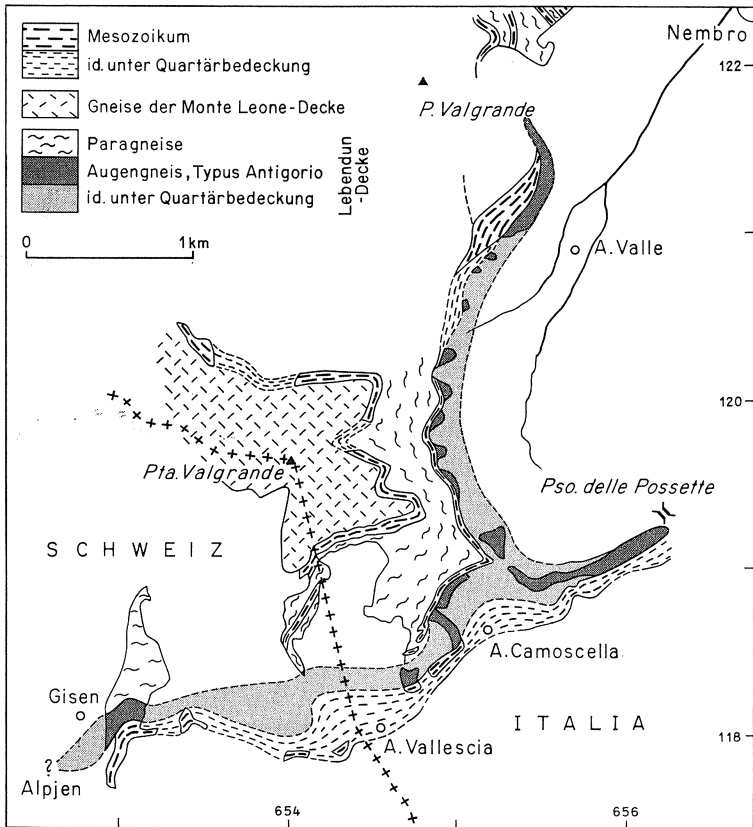 Mesozoikum
id. unter Quartärbedeckung
Gneise der Monte Leone-Decke
Paragneise
Augengneis, Typus Antigorio
id. unter Quartärbedeckung
Lebendun
-Decke
0 1km
Nembro
122
P. Valgrande
A. Valle
120
Pta. Valgrande
Pso. delle Possette
SCHWEIZ
A. Camoscella
Gisen
ITALIA
118
A. Vallescia
?
Alpjen
654
656